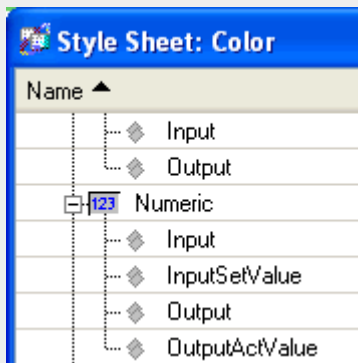 Style Sheet: Color
Name
Input
Output
123 Numeric
Input
InputSetValue
Output
OutputActValue